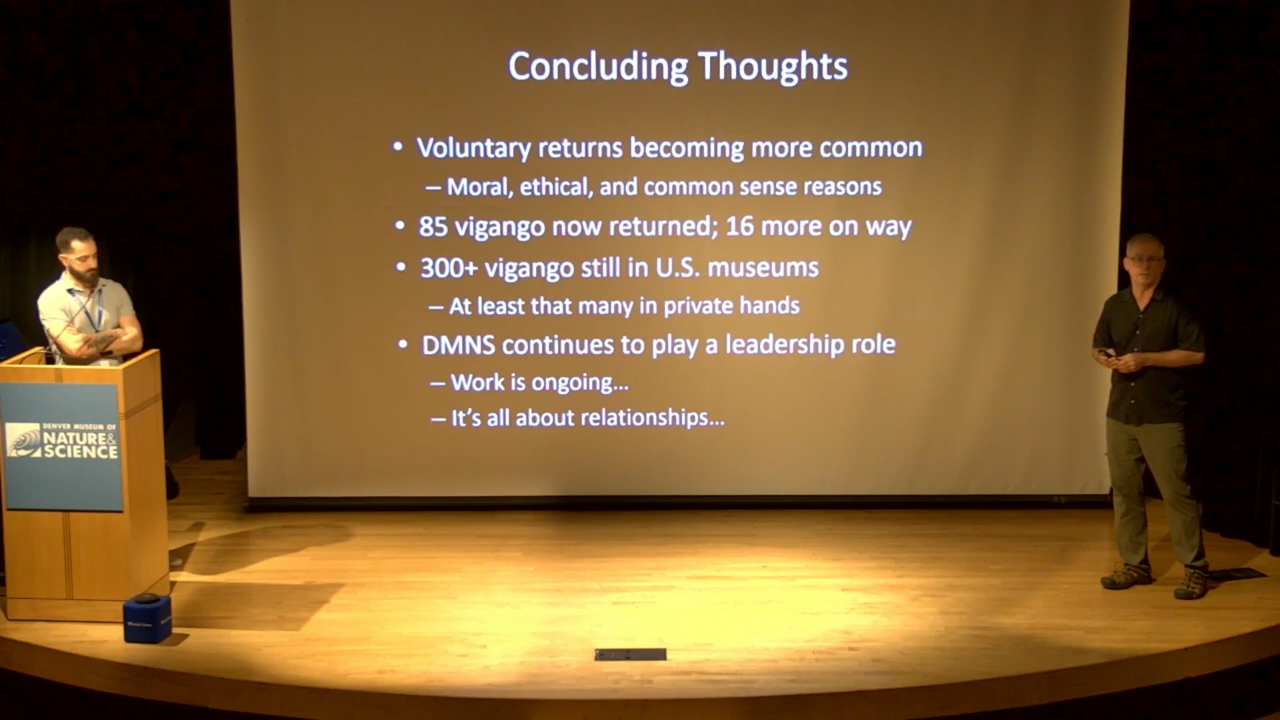 Concluding Thoughts
• Voluntary returns becoming more common
– Moral, ethical, and common sense reasons
• 85 vigango now returned; 16 more on way
• 300+ vigango still in U.S. museums
– At least that many in private hands
• DMNS continues to play a leadership role
– Work is ongoing…
– It's all about relationships…
DENVER MUSEUM OF
NATURE&
SCIENCE